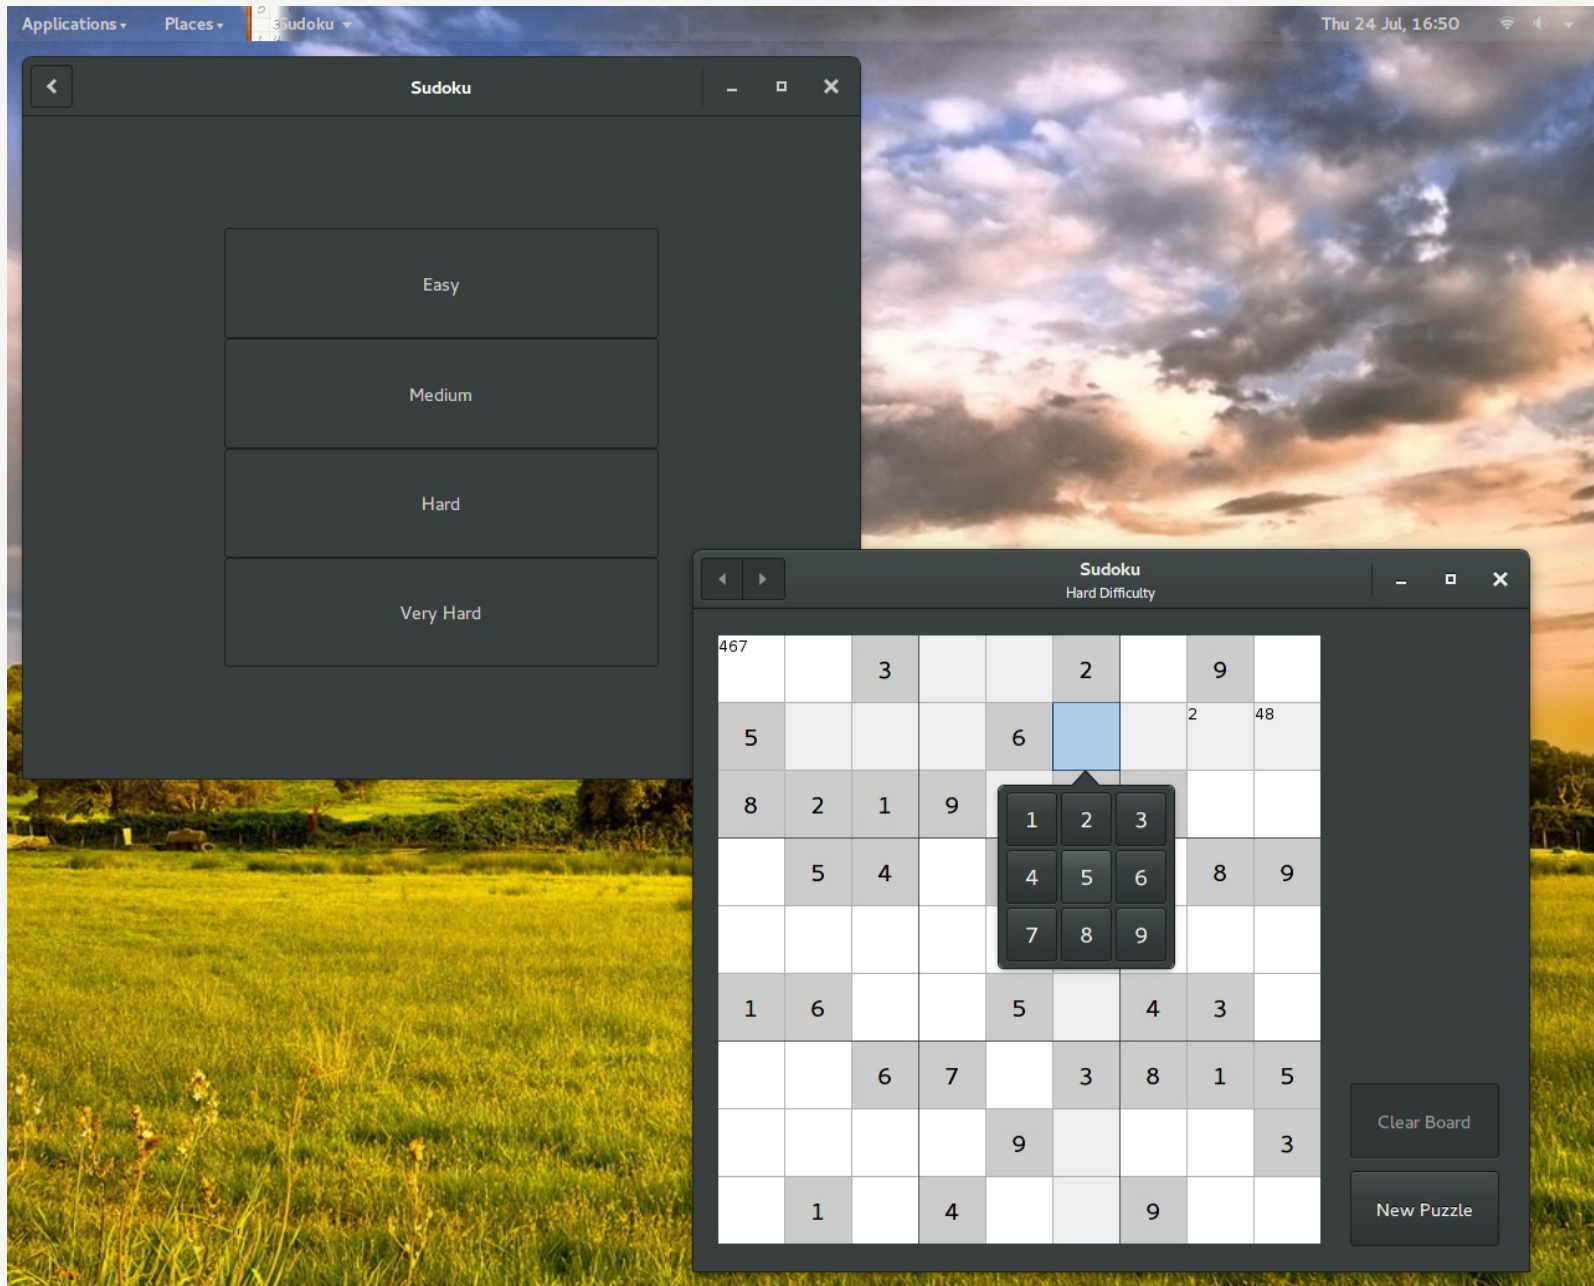 Applications Places Sudoku Thu 24 Jul, 16:50
Sudoku
Easy
Medium
Hard
Very Hard
Sudoku
Hard Difficulty
467 3 2 9
5 6 2 48
8 2 1 9
5 4 8 9
1 6 5 4 3
6 7 3 8 1 5
9 3
1 4 9
1 2 3
4 5 6
7 8 9
Clear Board
New Puzzle